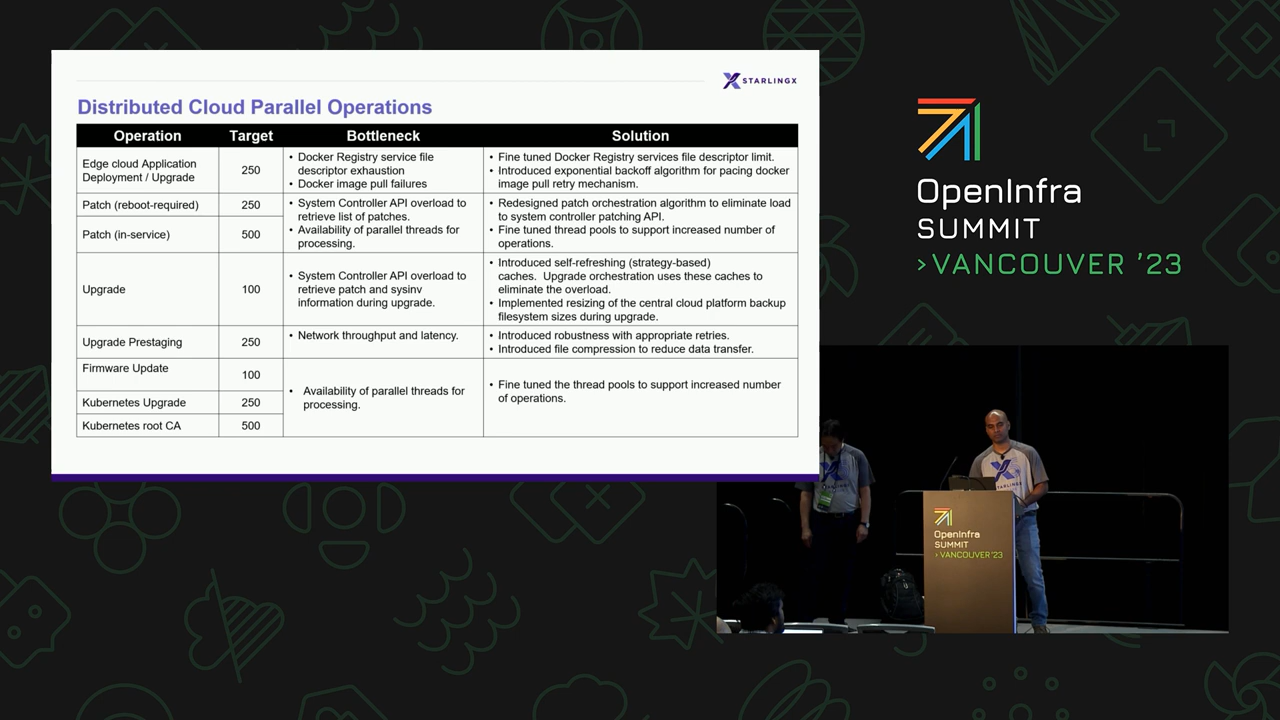 STARLINGX
Distributed Cloud Parallel Operations
Operation Target Bottleneck Solution
Edge cloud Application
Deployment / Upgrade
250
• Docker Registry service file
descriptor exhaustion
• Docker image pull failures
• Fine tuned Docker Registry services file descriptor limit.
• Introduced exponential backoff algorithm for pacing docker
image pull retry mechanism.
Patch (reboot-required)
250
Patch (in-service)
500
• System Controller API overload to
retrieve list of patches.
• Availability of parallel threads for
processing.
• Redesigned patch orchestration algorithm to eliminate load
to system controller patching API.
• Fine tuned thread pools to support increased number of
operations.
Upgrade
100
• System Controller API overload to
retrieve patch and sysinv
information during upgrade.
• Introduced self-refreshing (strategy-based)
caches. Upgrade orchestration uses these caches to
eliminate the overload.
• Implemented resizing of the central cloud platform backup
filesystem sizes during upgrade.
Upgrade Prestaging
250
• Network throughput and latency.
• Introduced robustness with appropriate retries.
• Introduced file compression to reduce data transfer.
Firmware Update
100
Kubernetes Upgrade
250
Kubernetes root CA
500
• Availability of parallel threads for
processing.
• Fine tuned the thread pools to support increased number
of operations.
OpenInfra
SUMMIT
>VANCOUVER '23
OpenInfra
SUMMIT
>VANCOUVER '23